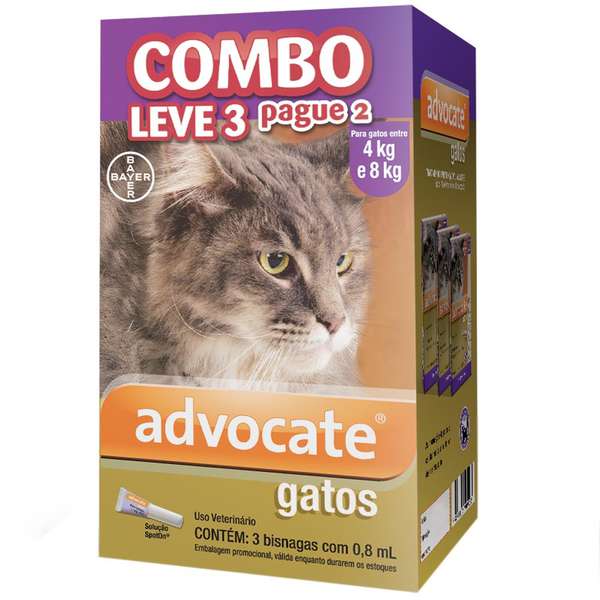 COMBO
LEVE 3 pague 2
Para gatos entre
4 kg
e 8 kg
BAYER
BAYER
advocate®
gatos
Solução
SpotOn®
Uso Veterinário
CONTÉM: 3 bisnagas com 0,8 mL
Embalagem promocional, válida enquanto durarem os estoques
advocate®
gatos